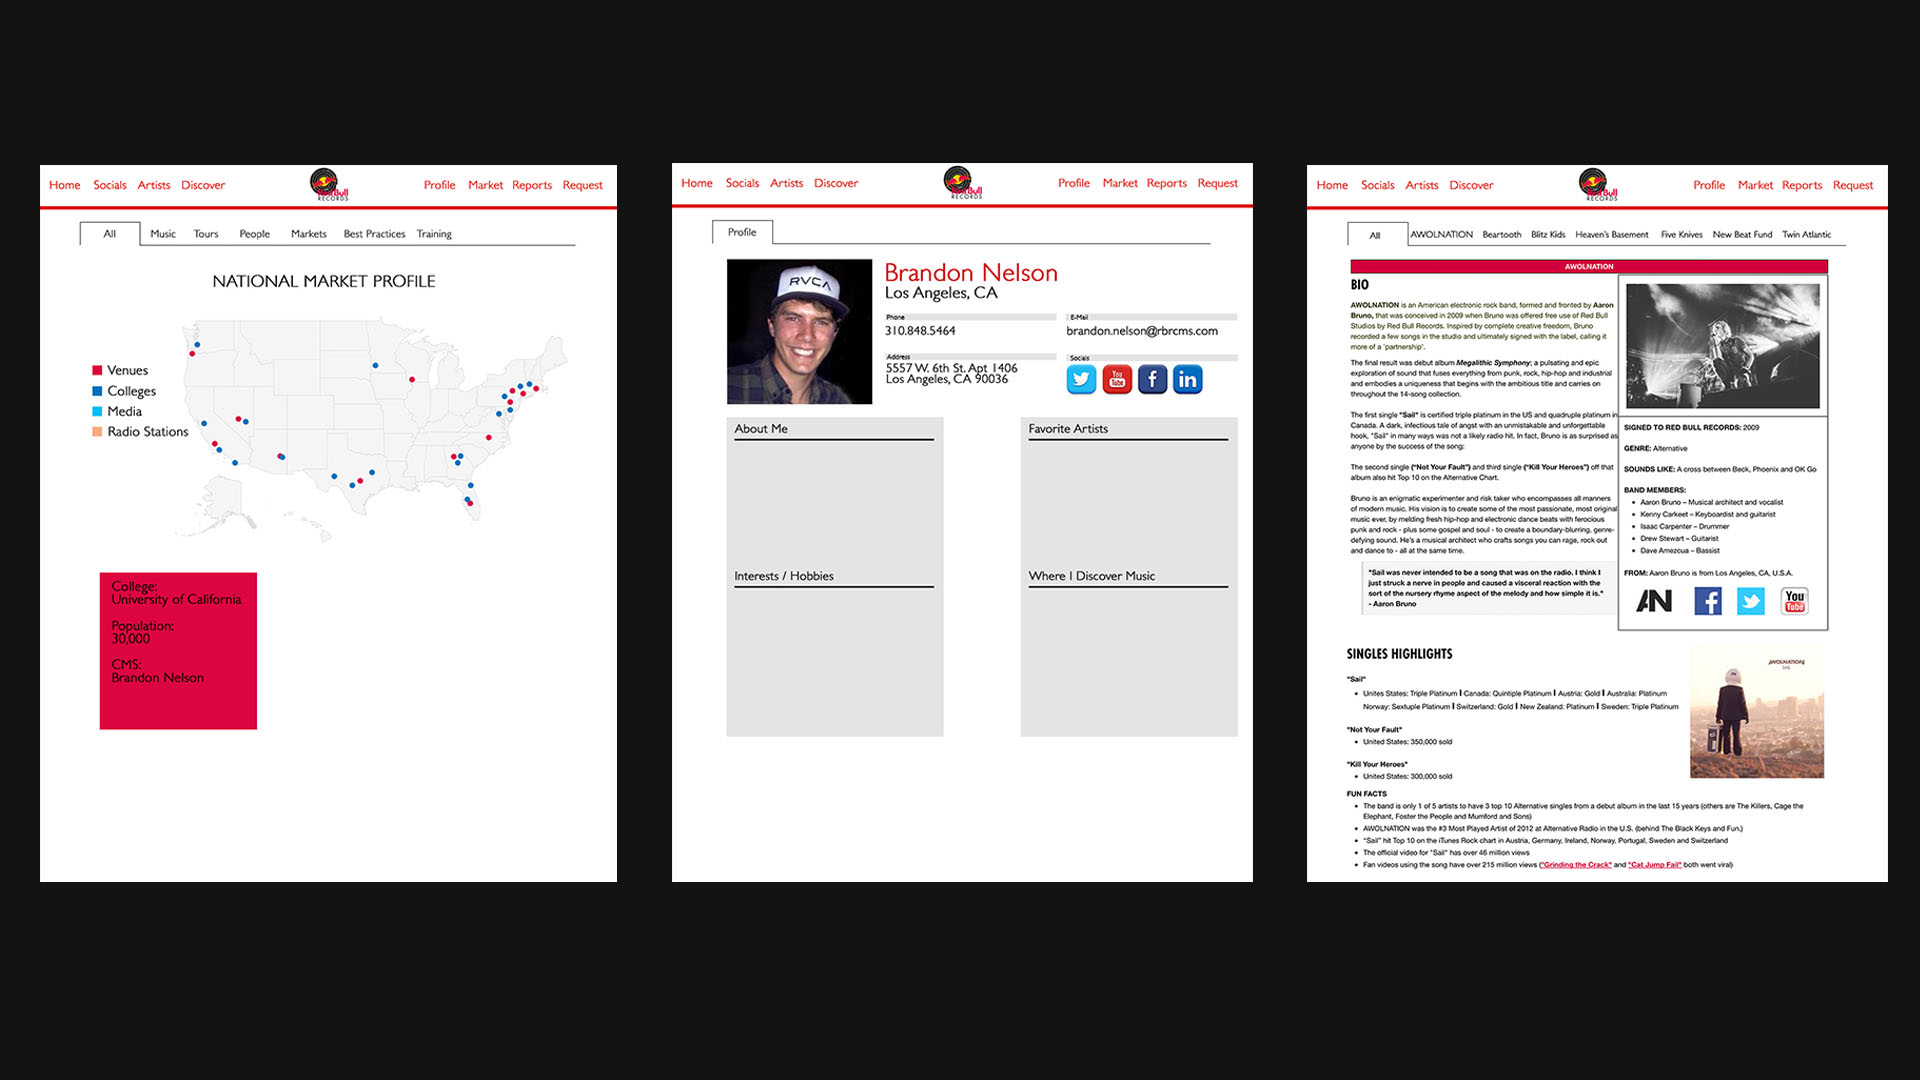 Home Socials Artists Discover
Red Bull
RECORDS
Profile Market Reports Request
All Music Tours People Markets Best Practices Training
NATIONAL MARKET PROFILE
Venues
Colleges
Media
Radio Stations
College:
University of California
Population:
30,000
CMS:
Brandon Nelson
Home Socials Artists Discover
Red Bull
RECORDS
Profile Market Reports Request
Profile
RVCA
Brandon Nelson
Los Angeles, CA
Phone
310.848.5464
E-Mail
brandon.nelson@rbrcms.com
Address
5557 W. 6th St. Apt 1406
Los Angeles, CA 90036
Socials
You
Tube
in
About Me
Favorite Artists
Interests / Hobbies
Where I Discover Music
Home Socials Artists Discover
Red Bull
RECORDS
Profile Market Reports Request
All AWOLNATION Beartooth Blitz Kids Heaven's Basement Five Knives New Beat Fund Twin Atlantic
AWOLNATION
BIO
AWOLNATION is an American electronic rock band, formed and fronted by Aaron
Bruno, that was conceived in 2009 when Bruno was offered free use of Red Bull
Studios by Red Bull Records. Inspired by complete creative freedom, Bruno
recorded a few songs in the studio and ultimately signed with the label, calling it
more of a 'partnership'.
The final result was debut album Megalithic Symphony; a pulsating and epic
exploration of sound that fuses everything from punk, rock, hip-hop and industrial
and embodies a uniqueness that begins with the ambitious title and carries on
throughout the 14-song collection.
The first single "Sail" is certified triple platinum in the US and quadruple platinum in
Canada. A dark, infectious tale of angst with an unmistakable and unforgettable
hook, "Sail" in many ways was not a likely radio hit. In fact, Bruno is as surprised as
anyone by the success of the song:
The second single ("Not Your Fault") and third single ("Kill Your Heroes") off that
album also hit Top 10 on the Alternative Chart.
Bruno is an enigmatic experimenter and risk taker who encompasses all manners
of modern music. His vision is to create some of the most passionate, most original
music ever, by melding fresh hip-hop and electronic dance beats with ferocious
punk and rock - plus some gospel and soul - to create a boundary-blurring, genre-
defying sound. He's a musical architect who crafts songs you can rage, rock out
and dance to - all at the same time.
"Sail was never intended to be a song that was on the radio. I think I
just struck a nerve in people and caused a visceral reaction with the
sort of the nursery rhyme aspect of the melody and how simple it is."
- Aaron Bruno
SIGNED TO RED BULL RECORDS: 2009
GENRE: Alternative
SOUNDS LIKE: A cross between Beck, Phoenix and OK Go
BAND MEMBERS:
• Aaron Bruno – Musical architect and vocalist
• Kenny Carkeet – Keyboardist and guitarist
• Isaac Carpenter – Drummer
• Drew Stewart – Guitarist
• Dave Amezcua – Bassist
FROM: Aaron Bruno is from Los Angeles, CA, U.S.A.
AN
You
Tube
SINGLES HIGHLIGHTS
"Sail"
• Unites States: Triple Platinum I Canada: Quintiple Platinum I Austria: Gold I Australia: Platinum
Norway: Sextuple Platinum I Switzerland: Gold I New Zealand: Platinum I Sweden: Triple Platinum
"Not Your Fault"
• United States: 350,000 sold
"Kill Your Heroes"
• United States: 300,000 sold
AWOLNATION
SAIL
FUN FACTS
• The band is only 1 of 5 artists to have 3 top 10 Alternative singles from a debut album in the last 15 years (others are The Killers, Cage the
Elephant, Foster the People and Mumford and Sons)
• AWOLNATION was the #3 Most Played Artist of 2012 at Alternative Radio in the U.S. (behind The Black Keys and Fun.)
• "Sail" hit Top 10 on the iTunes Rock chart in Austria, Germany, Ireland, Norway, Portugal, Sweden and Switzerland
• The official video for "Sail" has over 46 million views
• Fan videos using the song have over 215 million views ("Grinding the Crack" and "Cat Jump Fail" both went viral)